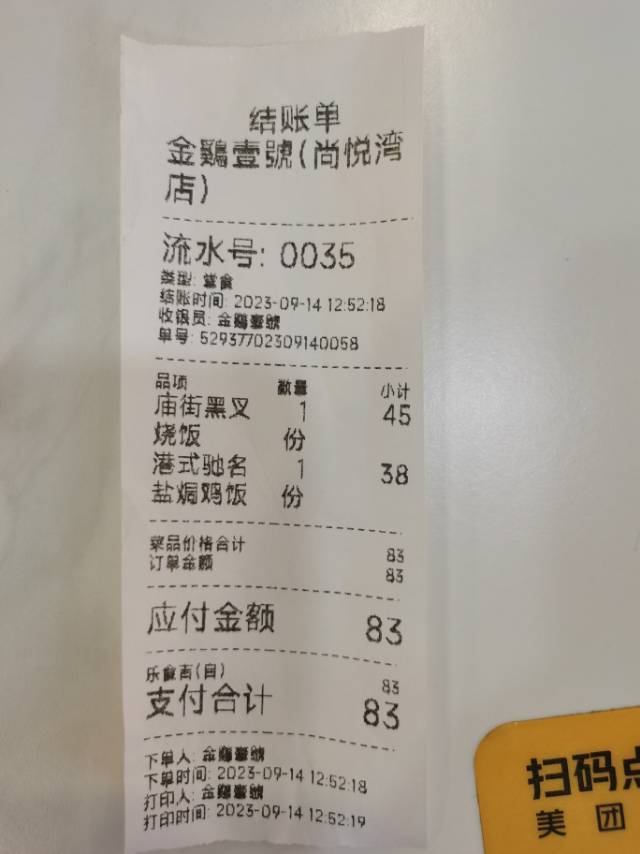 结账单
金鷄壹號(尚悦湾
店)
流水号: 0035
类型: 堂食
结账时间: 2023-09-14 12:52:18
收银员: 金鷄壹號
单号: 52937702309140058
品项 数量 小计
庙街黑叉 1 45
烧饭 份
港式驰名 1 38
盐焗鸡饭 份
菜品价格合计 83
订单金额 83
应付金额 83
乐食吉(自) 83
支付合计 83
下单人: 金鷄壹號
下单时间: 2023-09-14 12:52:18
打印人: 金鷄壹號
打印时间: 2023-09-14 12:52:19
扫码点
美团